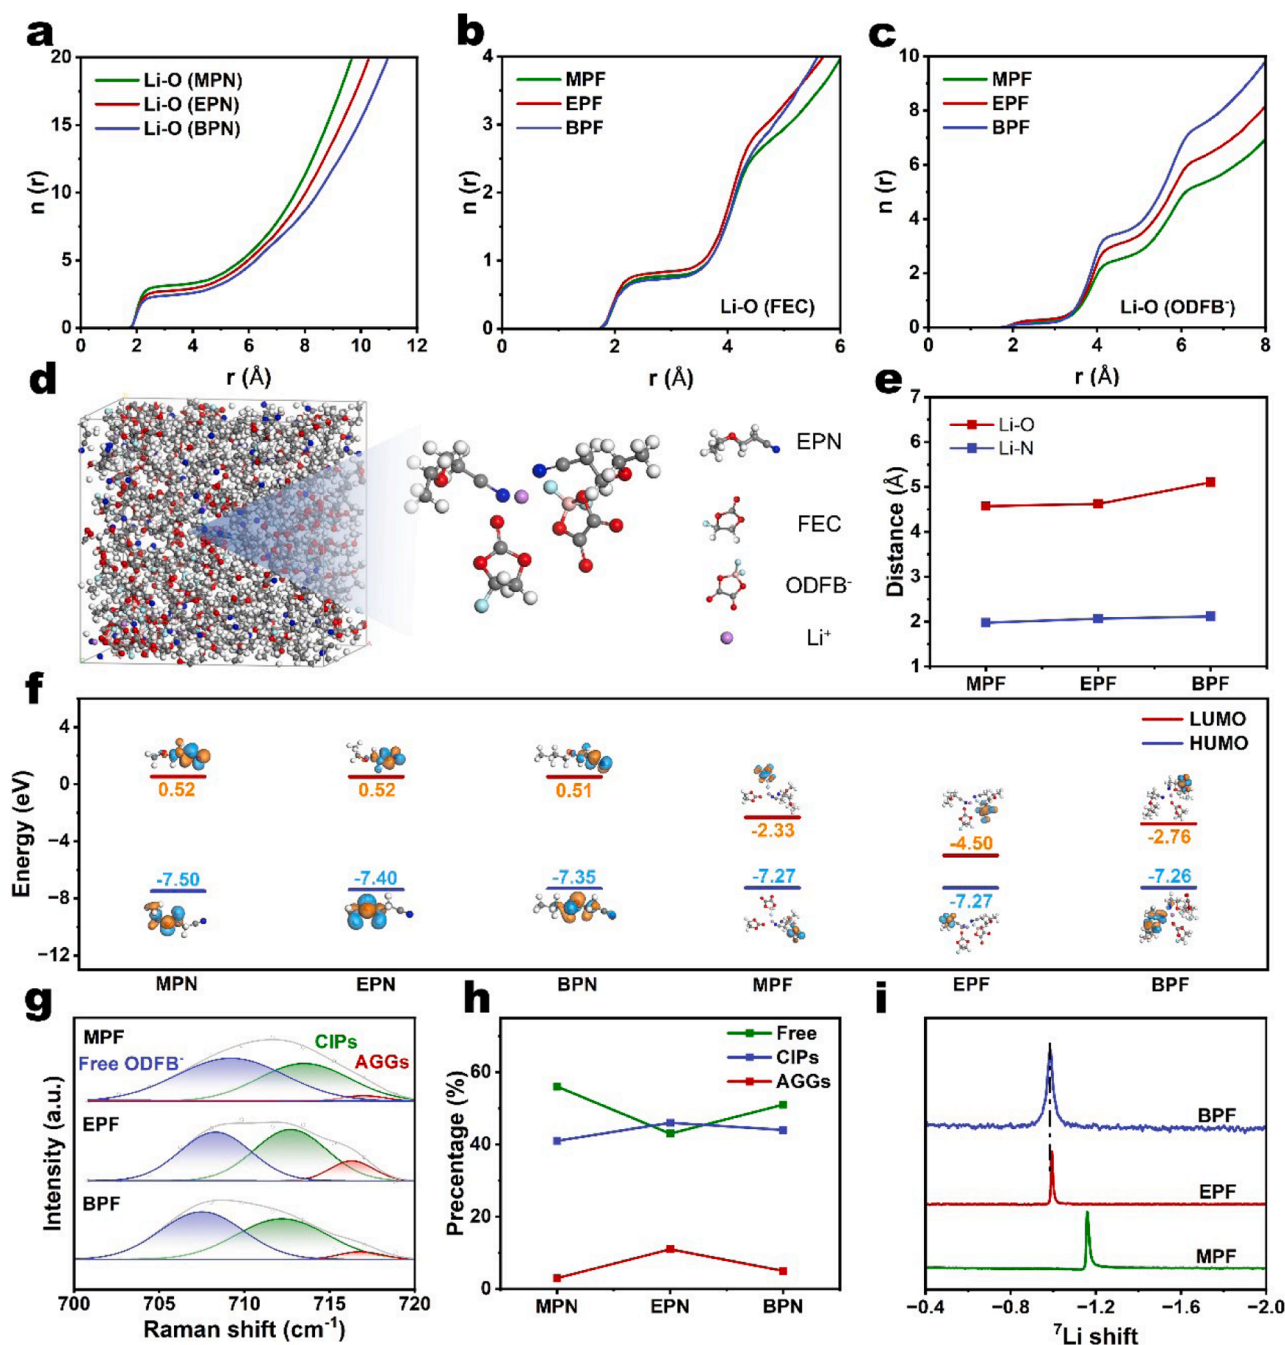 a
20
15
10
5
0
n (r)
Li-O (MPN)
Li-O (EPN)
Li-O (BPN)
0 2 4 6 8 10 12
r (Å)
b
4
3
2
1
0
n (r)
MPF
EPF
BPF
Li-O (FEC)
0 2 4 6
r (Å)
c
10
8
6
4
2
0
n (r)
MPF
EPF
BPF
Li-O (ODFB⁻)
0 2 4 6 8
r (Å)
d
EPN
FEC
ODFB⁻
Li⁺
e
7
6
5
4
3
2
1
Distance (Å)
Li-O
Li-N
MPF EPF BPF
f
4
0
−4
−8
−12
Energy (eV)
LUMO
HUMO
0.52 0.52 0.51 -2.33 -4.50 -2.76
-7.50 -7.40 -7.35 -7.27 -7.27 -7.26
MPN EPN BPN MPF EPF BPF
g
Intensity (a.u.)
MPF
Free ODFB⁻
CIPs
AGGs
EPF
BPF
700 705 710 715 720
Raman shift (cm⁻¹)
h
60
40
20
0
Precentage (%)
Free
CIPs
AGGs
MPN EPN BPN
i
BPF
EPF
MPF
−0.4 −0.8 −1.2 −1.6 −2.0
⁷Li shift